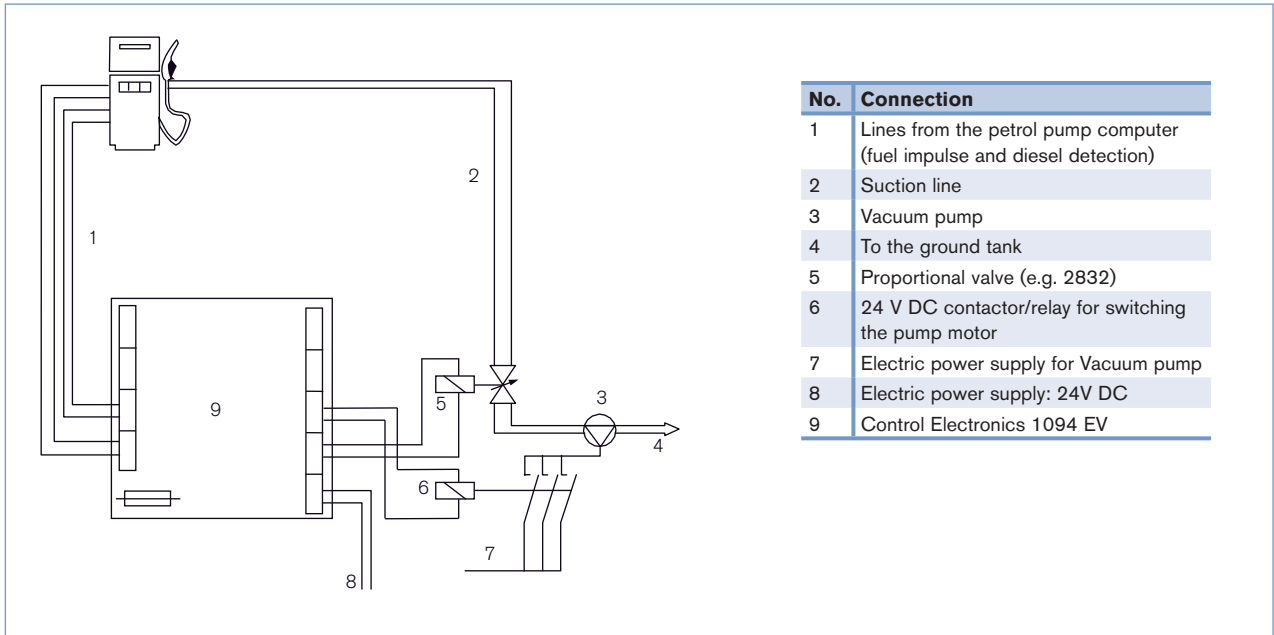 1
2
3
4
5
6
7
8
9
No. Connection
1 Lines from the petrol pump computer
(fuel impulse and diesel detection)
2 Suction line
3 Vacuum pump
4 To the ground tank
5 Proportional valve (e.g. 2832)
6 24 V DC contactor/relay for switching
the pump motor
7 Electric power supply for Vacuum pump
8 Electric power supply: 24V DC
9 Control Electronics 1094 EV